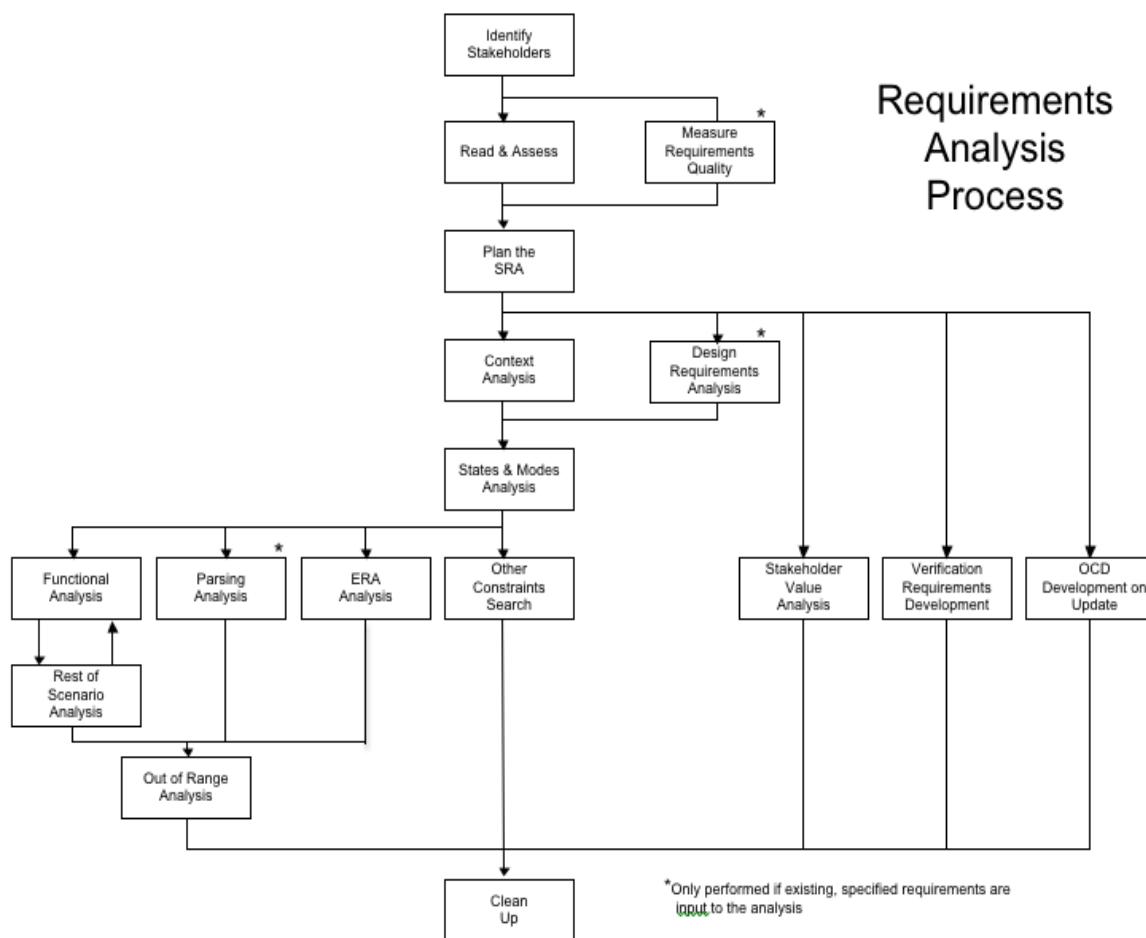 Identify
Stakeholders
Requirements
Analysis
Process
Read & Assess
*
Measure
Requirements
Quality
Plan the
SRA
Context
Analysis
*
Design
Requirements
Analysis
States & Modes
Analysis
Functional
Analysis
*
Parsing
Analysis
ERA
Analysis
Other
Constraints
Search
Stakeholder
Value
Analysis
Verification
Requirements
Development
OCD
Development on
Update
Rest of
Scenario
Analysis
Out of Range
Analysis
Clean
Up
*Only performed if existing, specified requirements are
input to the analysis